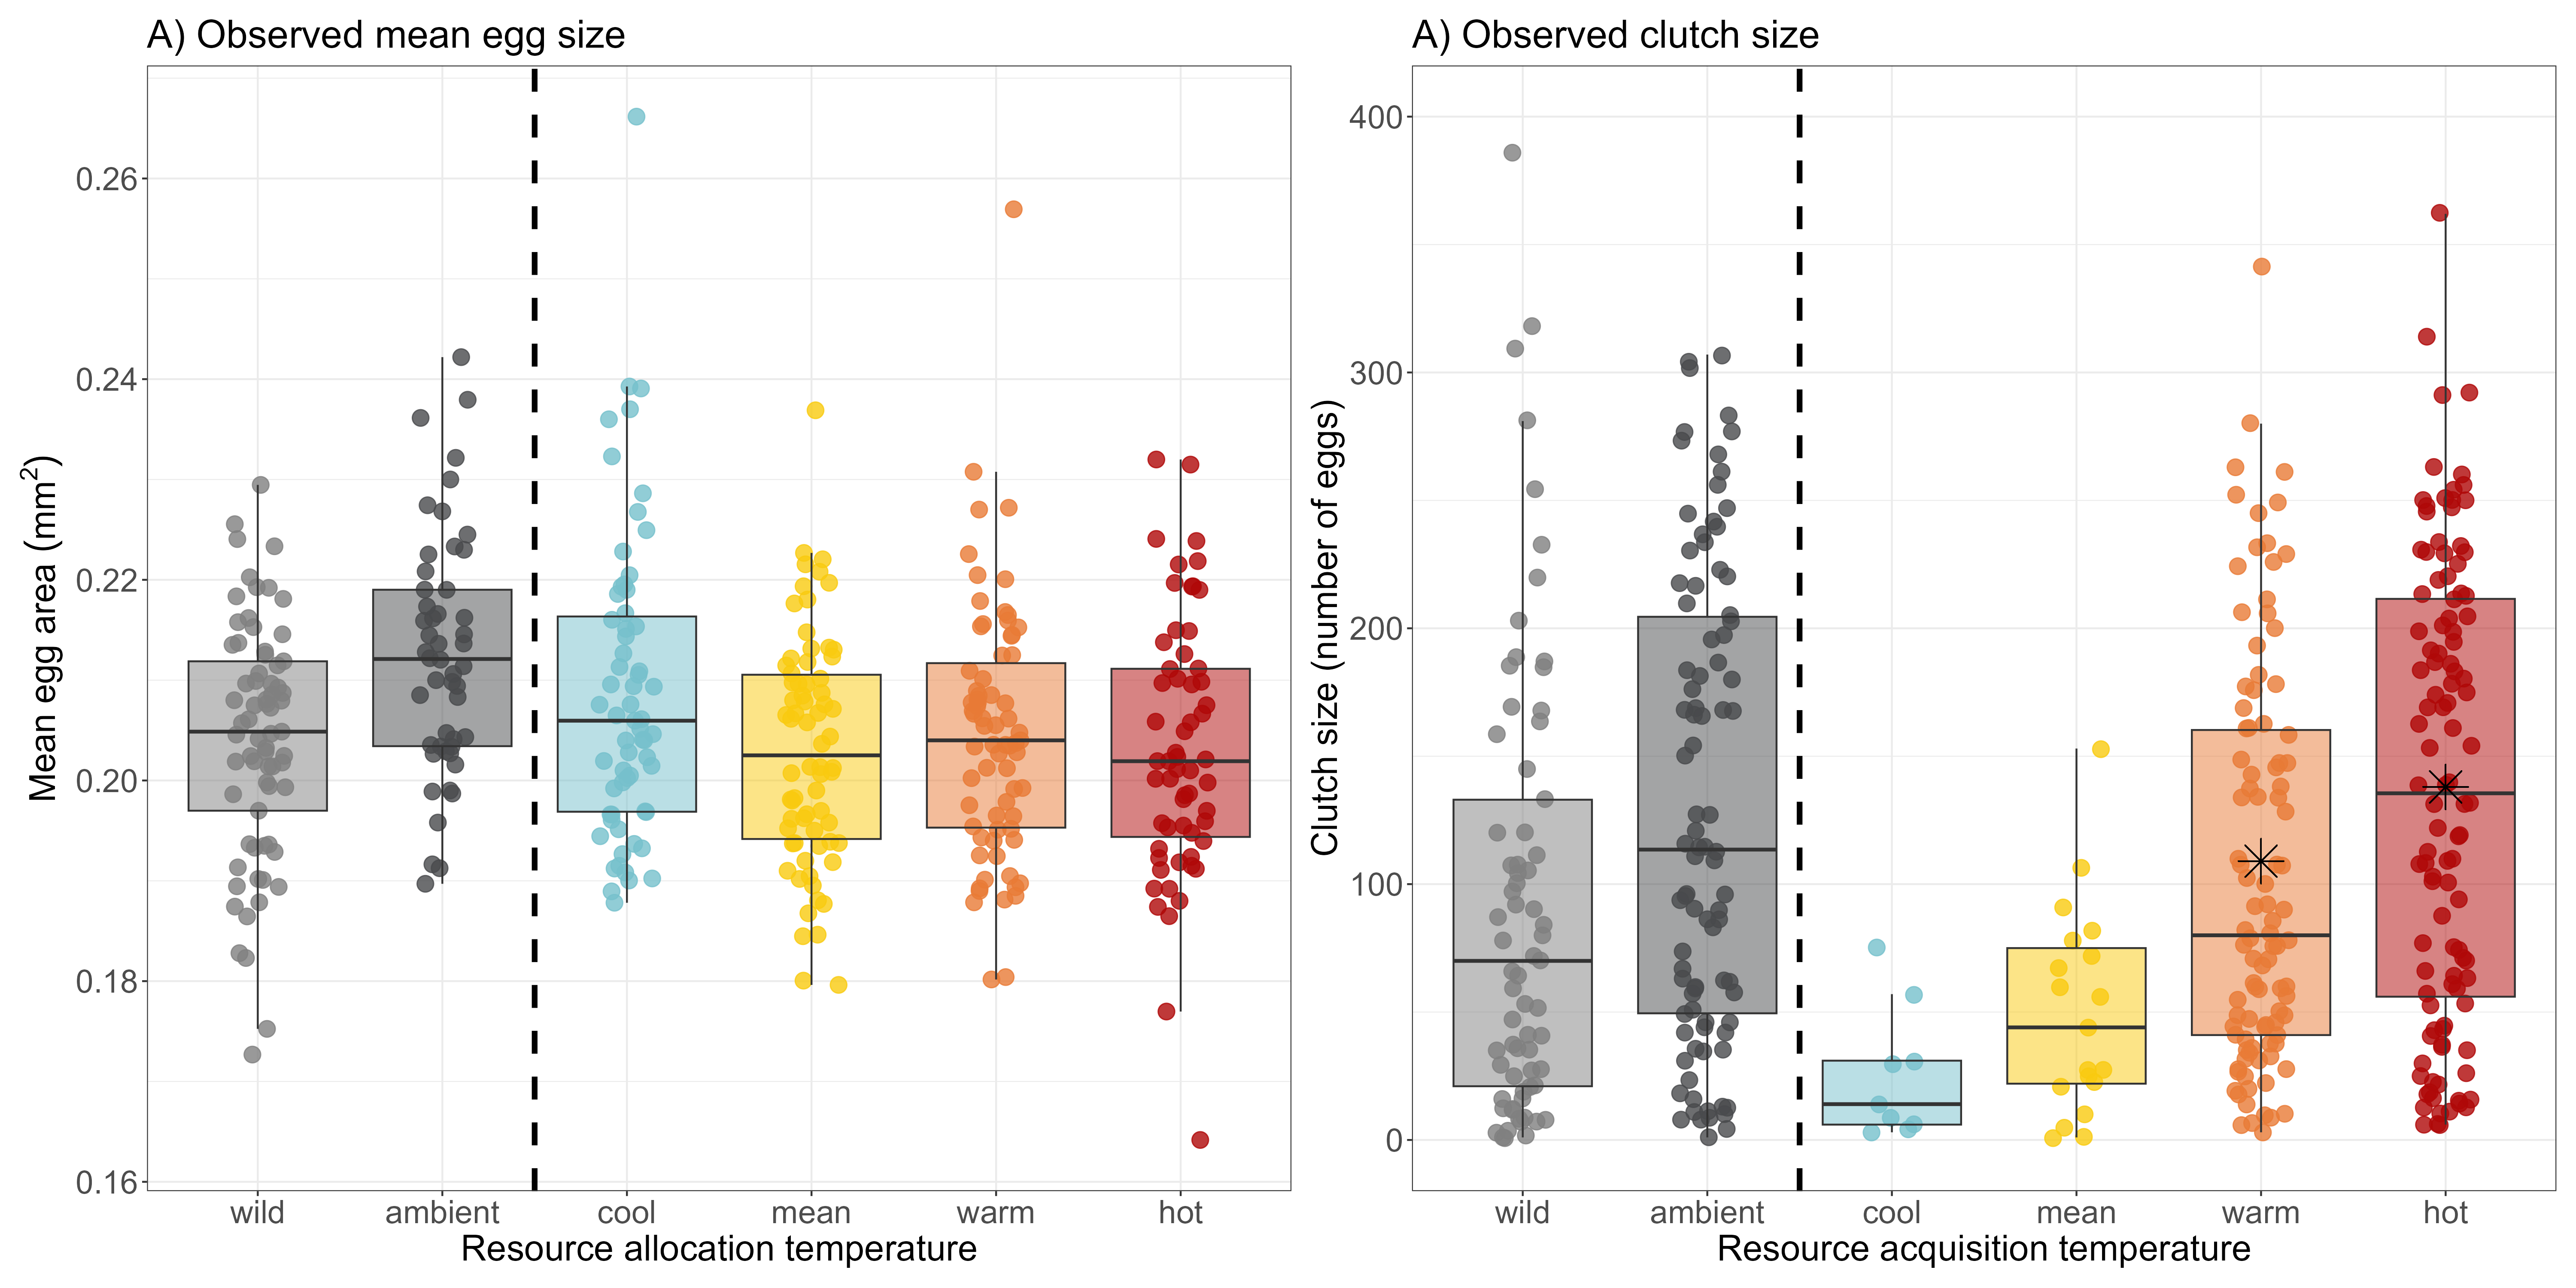 A) Observed mean egg size
Mean egg area (mm²)
0.26
0.24
0.22
0.20
0.18
0.16
wild ambient cool mean warm hot
Resource allocation temperature
A) Observed clutch size
Clutch size (number of eggs)
400
300
200
100
0
wild ambient cool mean warm hot
Resource acquisition temperature